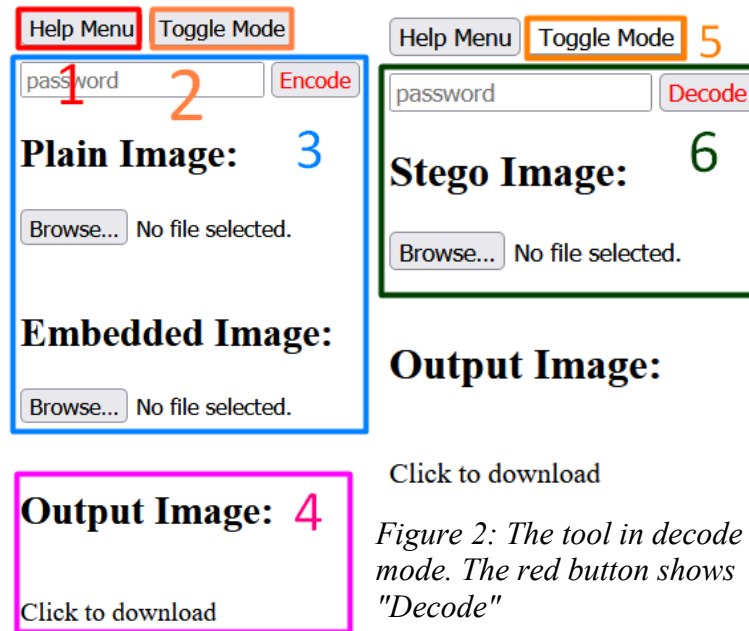 Help Menu Toggle Mode
1 2
password Encode
3
Plain Image:
Browse... No file selected.
Embedded Image:
Browse... No file selected.
Output Image: 4
Click to download
Help Menu Toggle Mode 5
password Decode
6
Stego Image:
Browse... No file selected.
Output Image:
Click to download
Figure 2: The tool in decode
mode. The red button shows
"Decode"